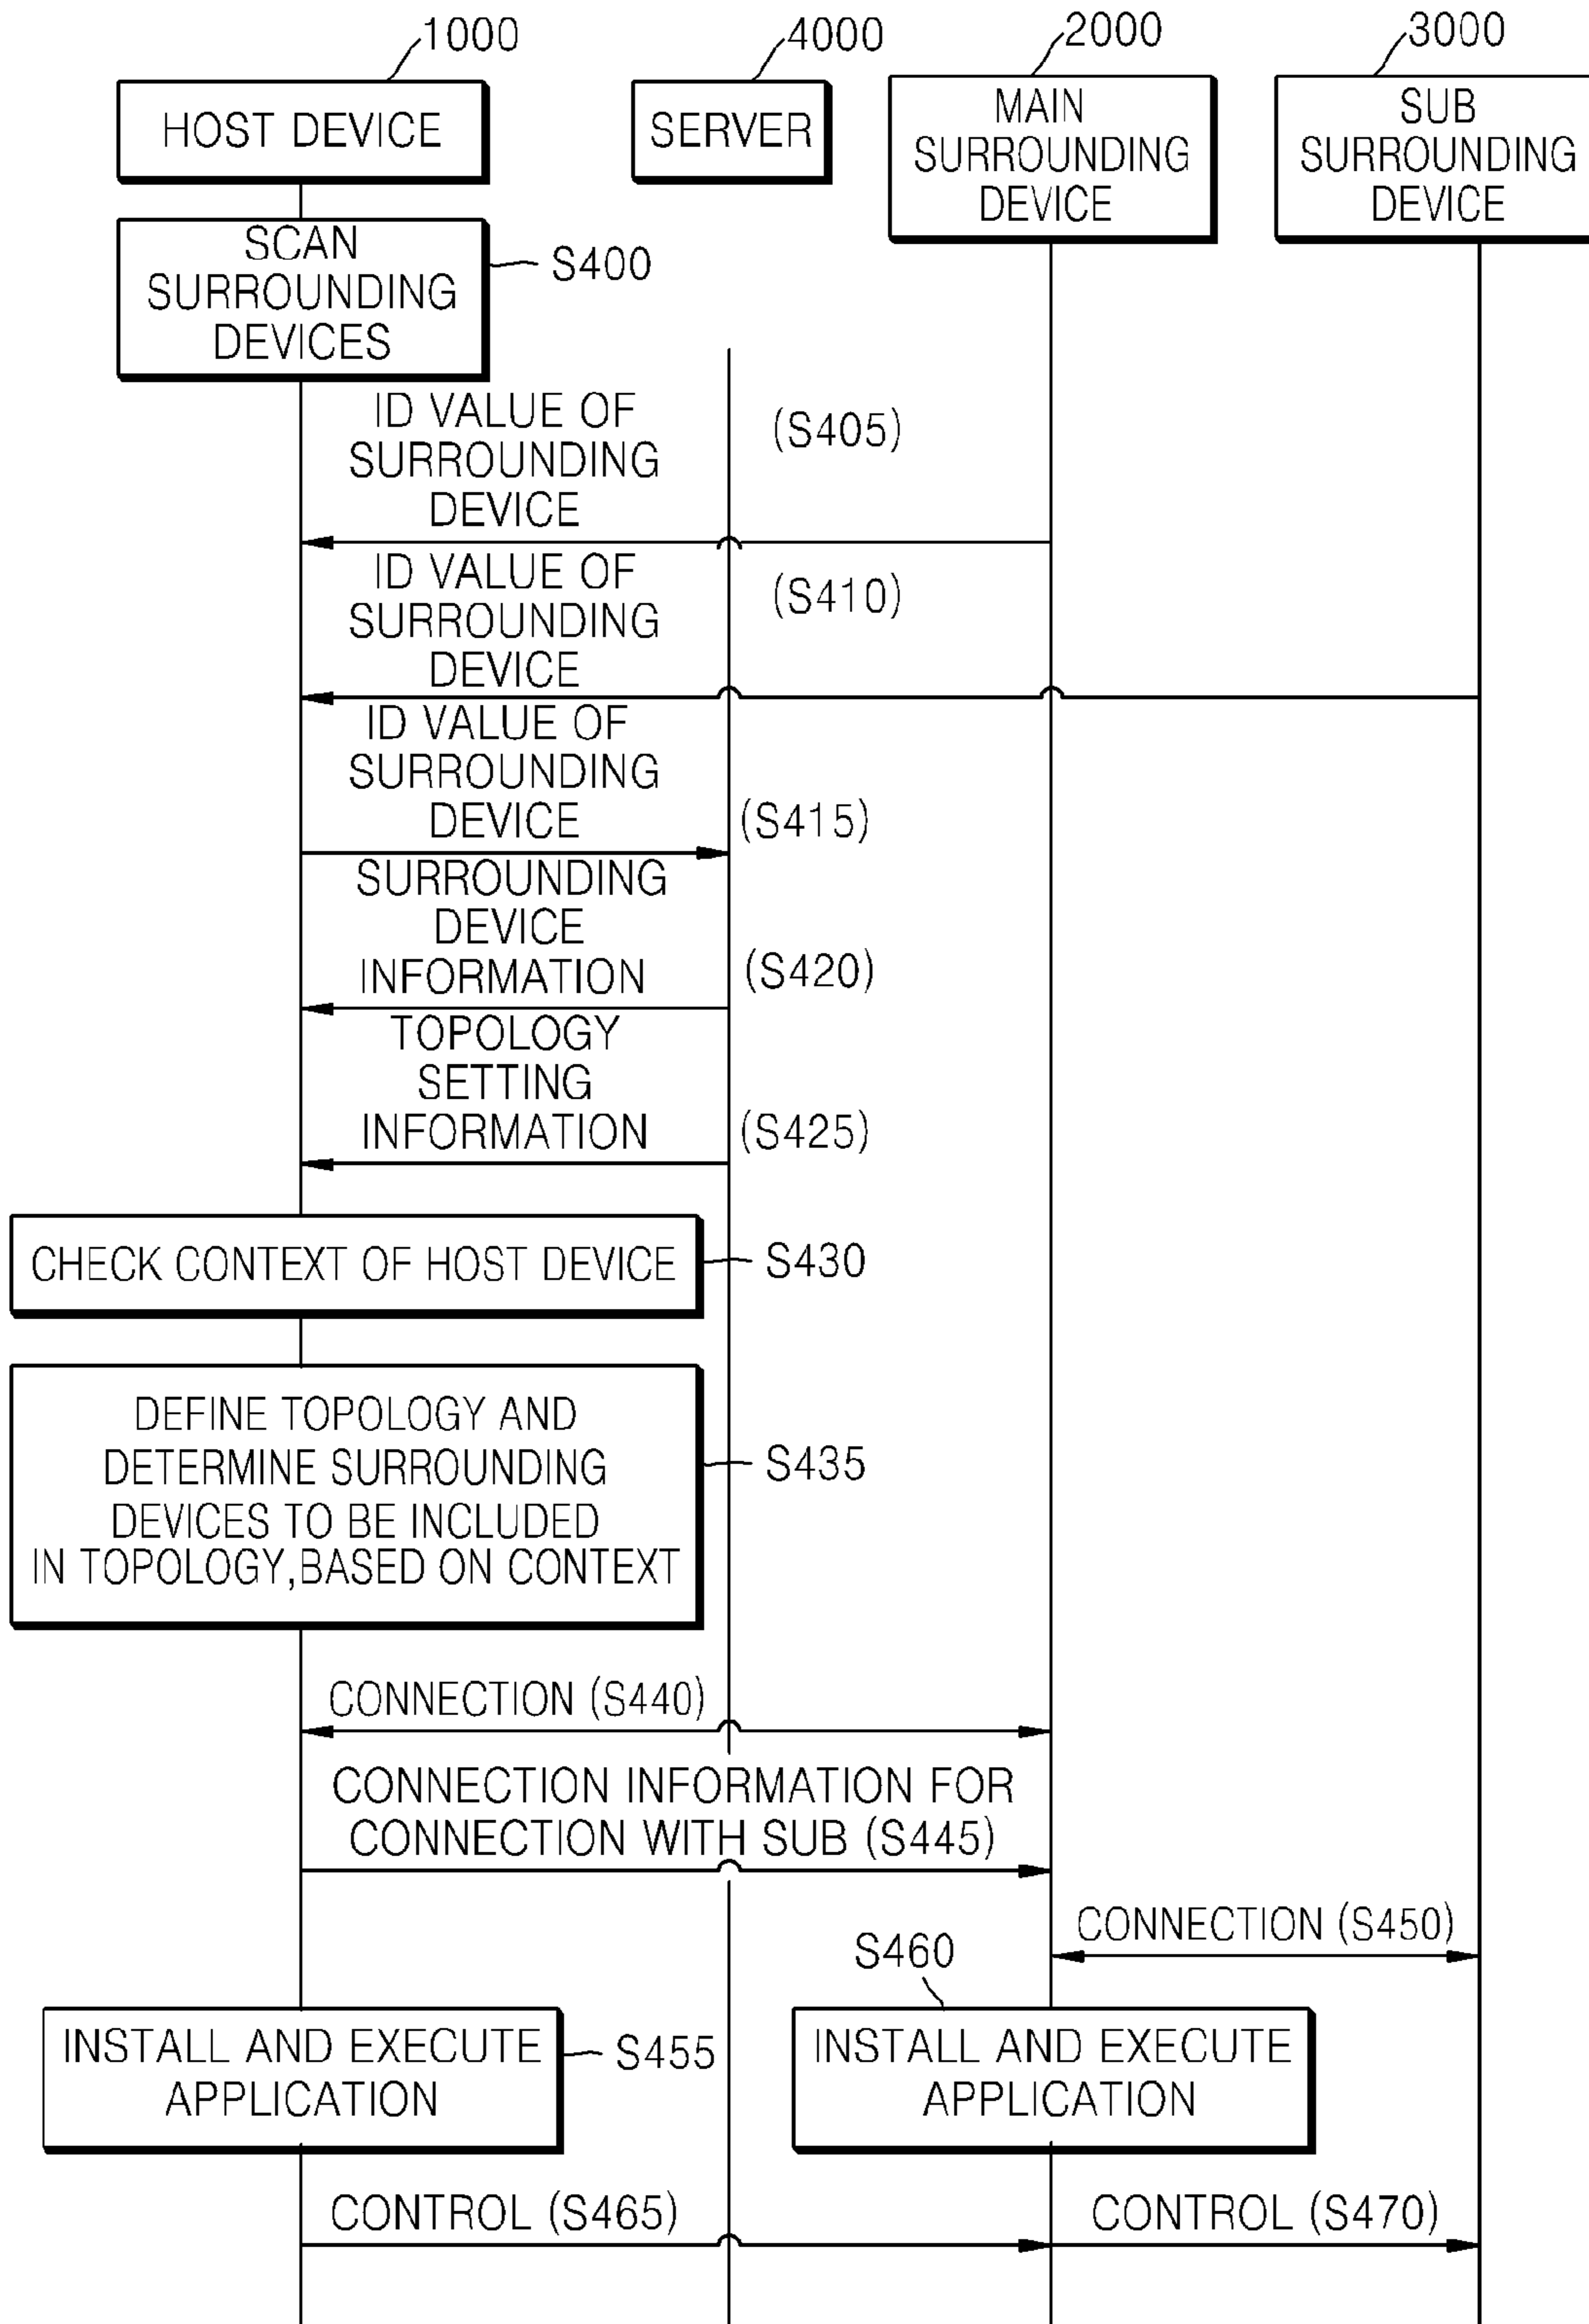 1000
4000
2000
3000
HOST DEVICE
SERVER
MAIN
SURROUNDING
DEVICE
SUB
SURROUNDING
DEVICE
SCAN
SURROUNDING
DEVICES
S400
ID VALUE OF
SURROUNDING
DEVICE
(S405)
ID VALUE OF
SURROUNDING
DEVICE
(S410)
ID VALUE OF
SURROUNDING
DEVICE
(S415)
SURROUNDING
DEVICE
INFORMATION
(S420)
TOPOLOGY
SETTING
INFORMATION
(S425)
CHECK CONTEXT OF HOST DEVICE
S430
DEFINE TOPOLOGY AND
DETERMINE SURROUNDING
DEVICES TO BE INCLUDED
IN TOPOLOGY,BASED ON CONTEXT
S435
CONNECTION (S440)
CONNECTION INFORMATION FOR
CONNECTION WITH SUB (S445)
CONNECTION (S450)
S460
INSTALL AND EXECUTE
APPLICATION
S455
INSTALL AND EXECUTE
APPLICATION
CONTROL (S465)
CONTROL (S470)